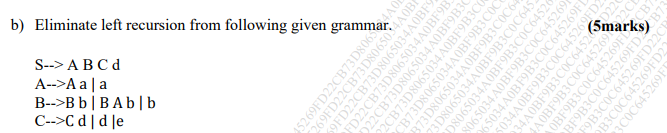 b) Eliminate left recursion from following given grammar. (5marks)
S--> A B C d
A-->A a | a
B-->B b | B A b | b
C-->C d | d |e